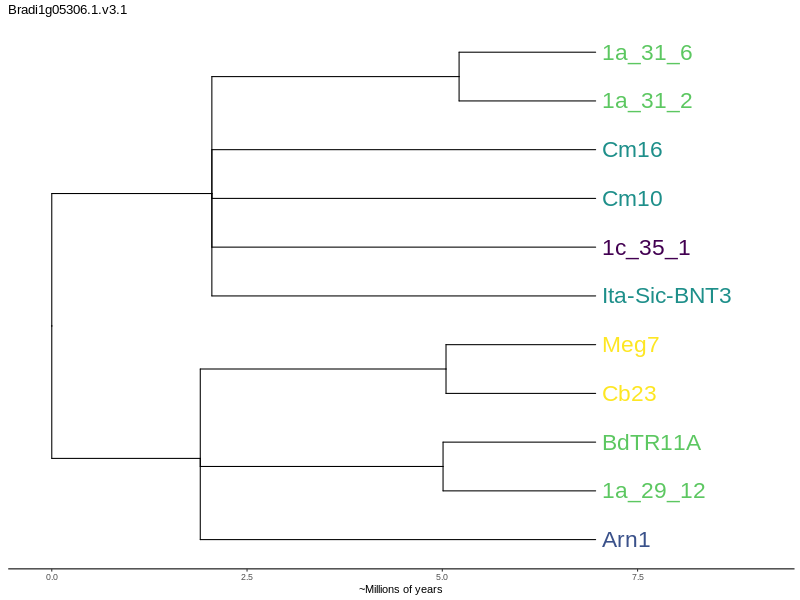 Bradi1g05306.1.v3.1
1a_31_6
1a_31_2
Cm16
Cm10
1c_35_1
Ita-Sic-BNT3
Meg7
Cb23
BdTR11A
1a_29_12
Arn1
0.0 2.5 5.0 7.5
~Millions of years